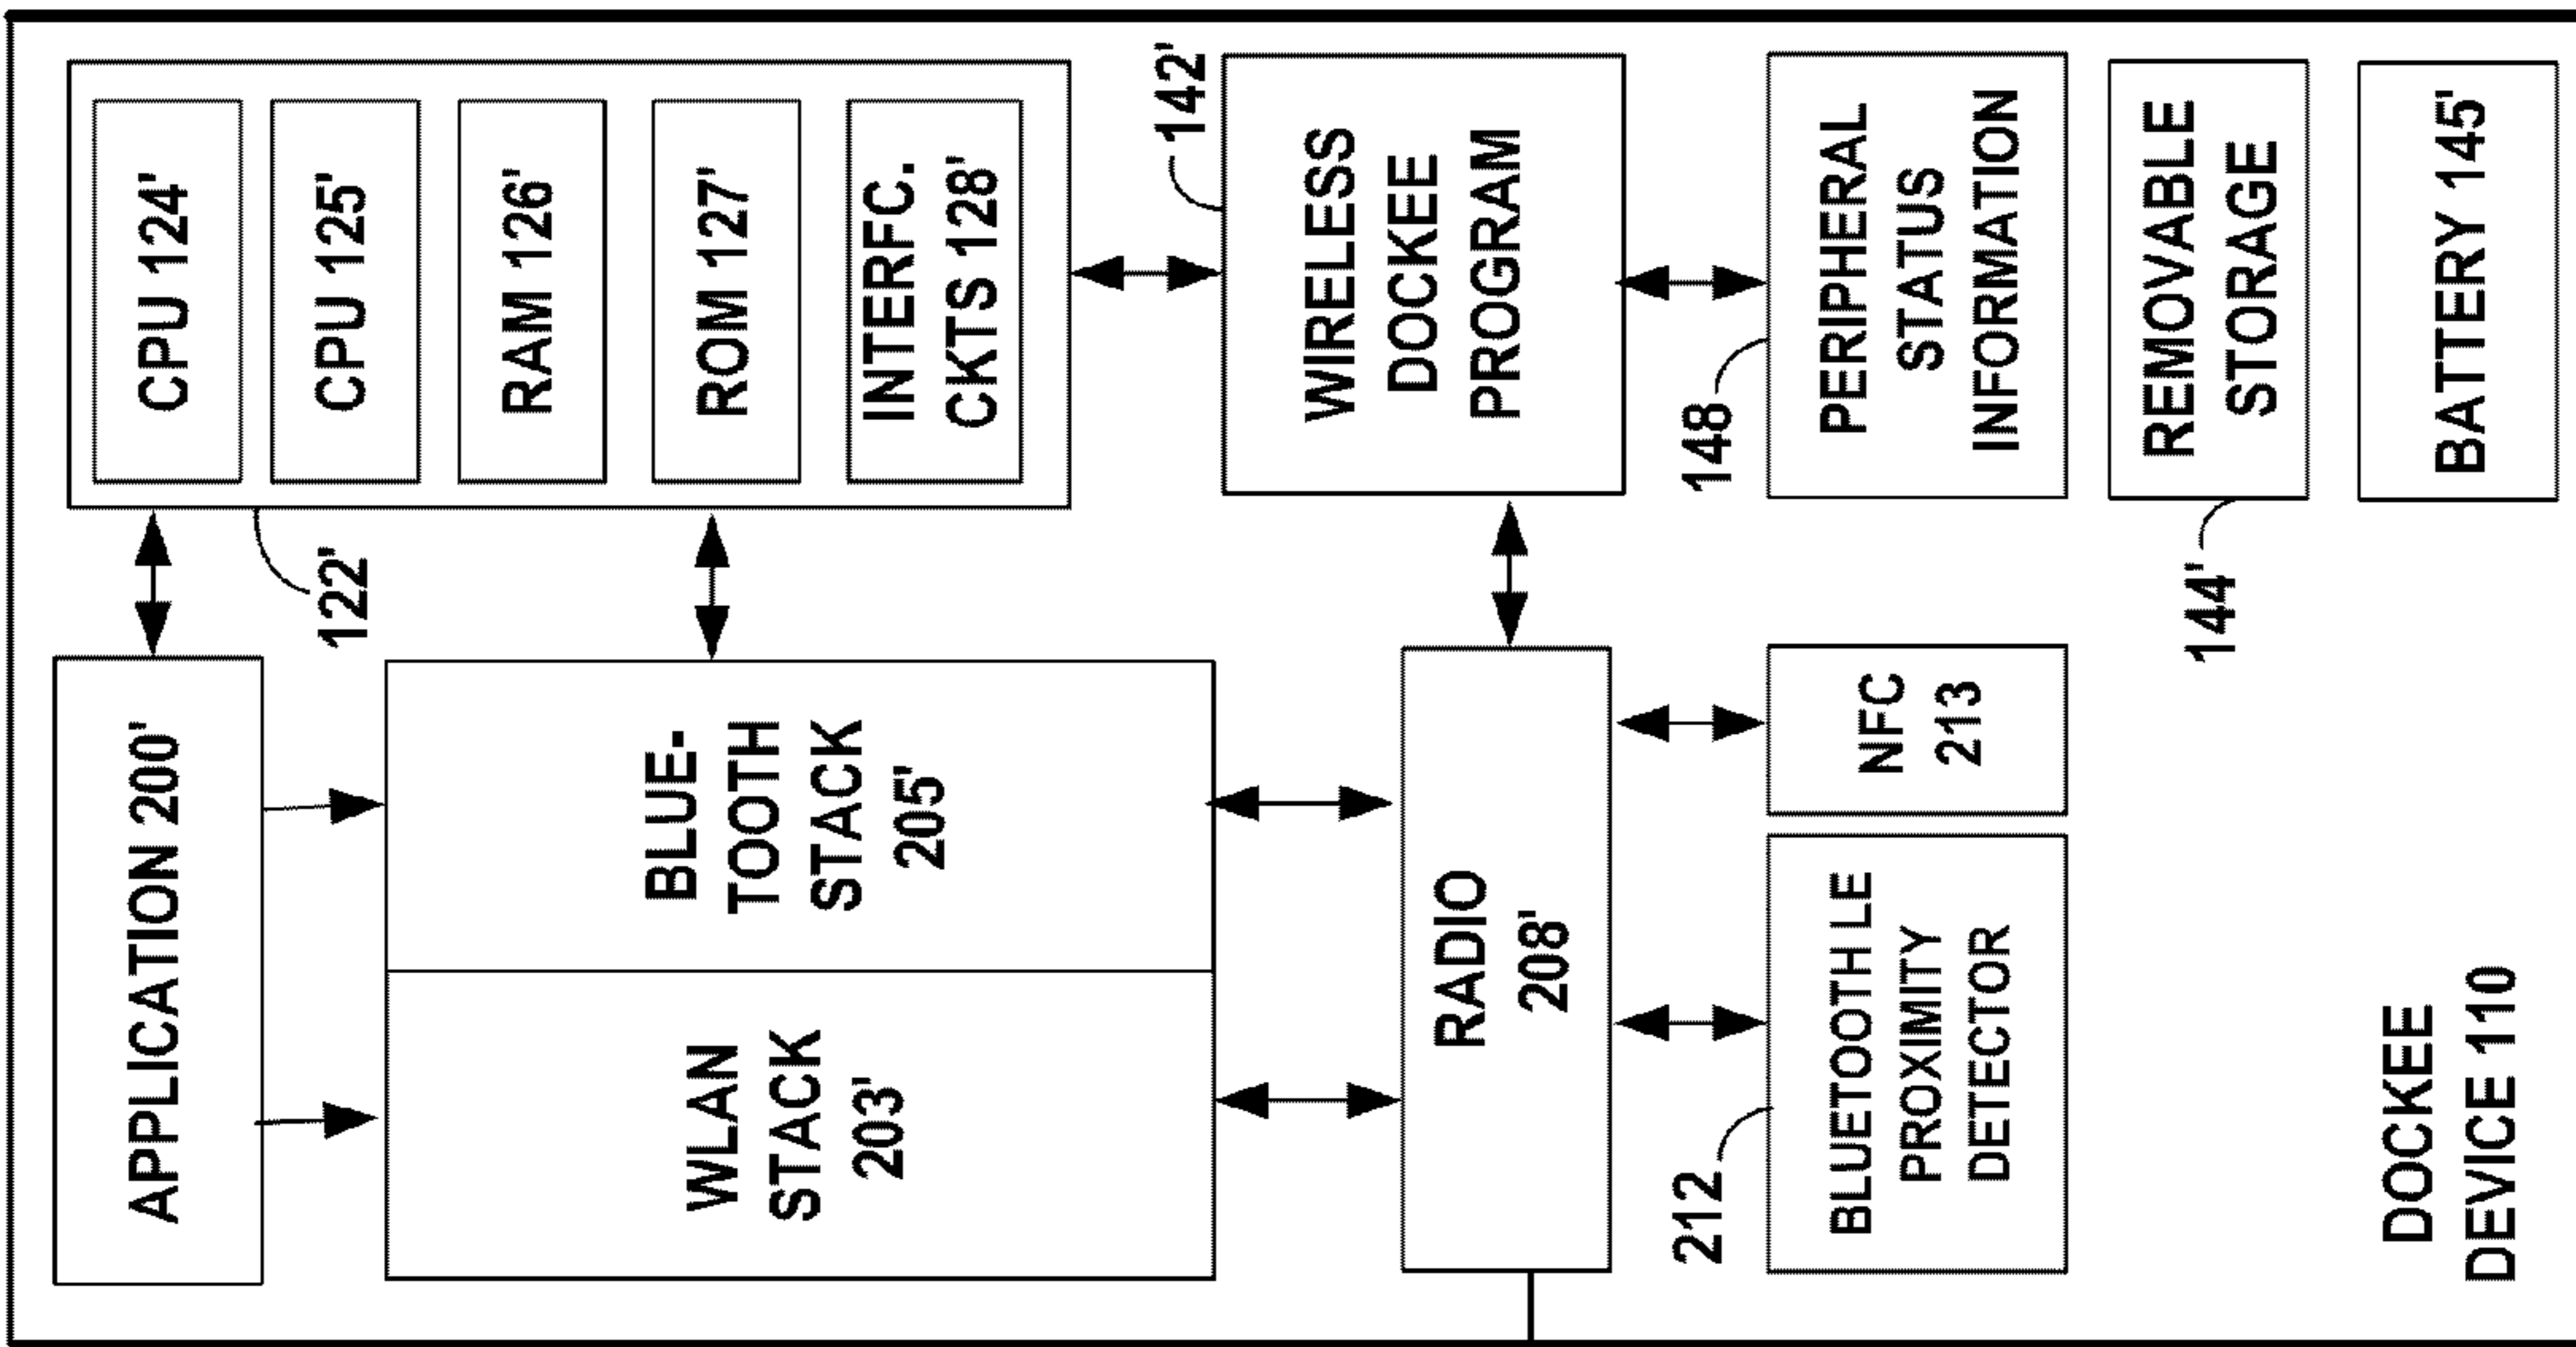 APPLICATION 200'
WLAN
STACK
203'
BLUE-
TOOTH
STACK
205'
RADIO
208'
212
BLUETOOTH LE
PROXIMITY
DETECTOR
NFC
213
DOCKEE
DEVICE 110
122'
CPU 124'
CPU 125'
RAM 126'
ROM 127'
INTERFC.
CKTS 128'
142'
WIRELESS
DOCKEE
PROGRAM
148
PERIPHERAL
STATUS
INFORMATION
144'
REMOVABLE
STORAGE
BATTERY 145'